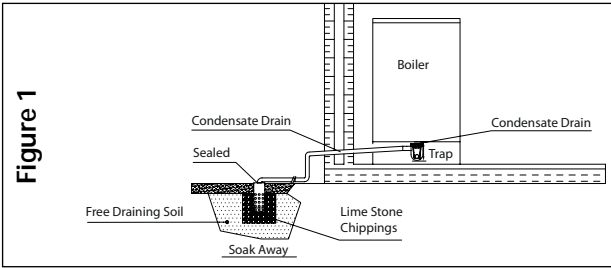 Figure 1
Boiler
Condensate Drain
Condensate Drain
Sealed
Trap
Free Draining Soil
Lime Stone
Chippings
Soak Away